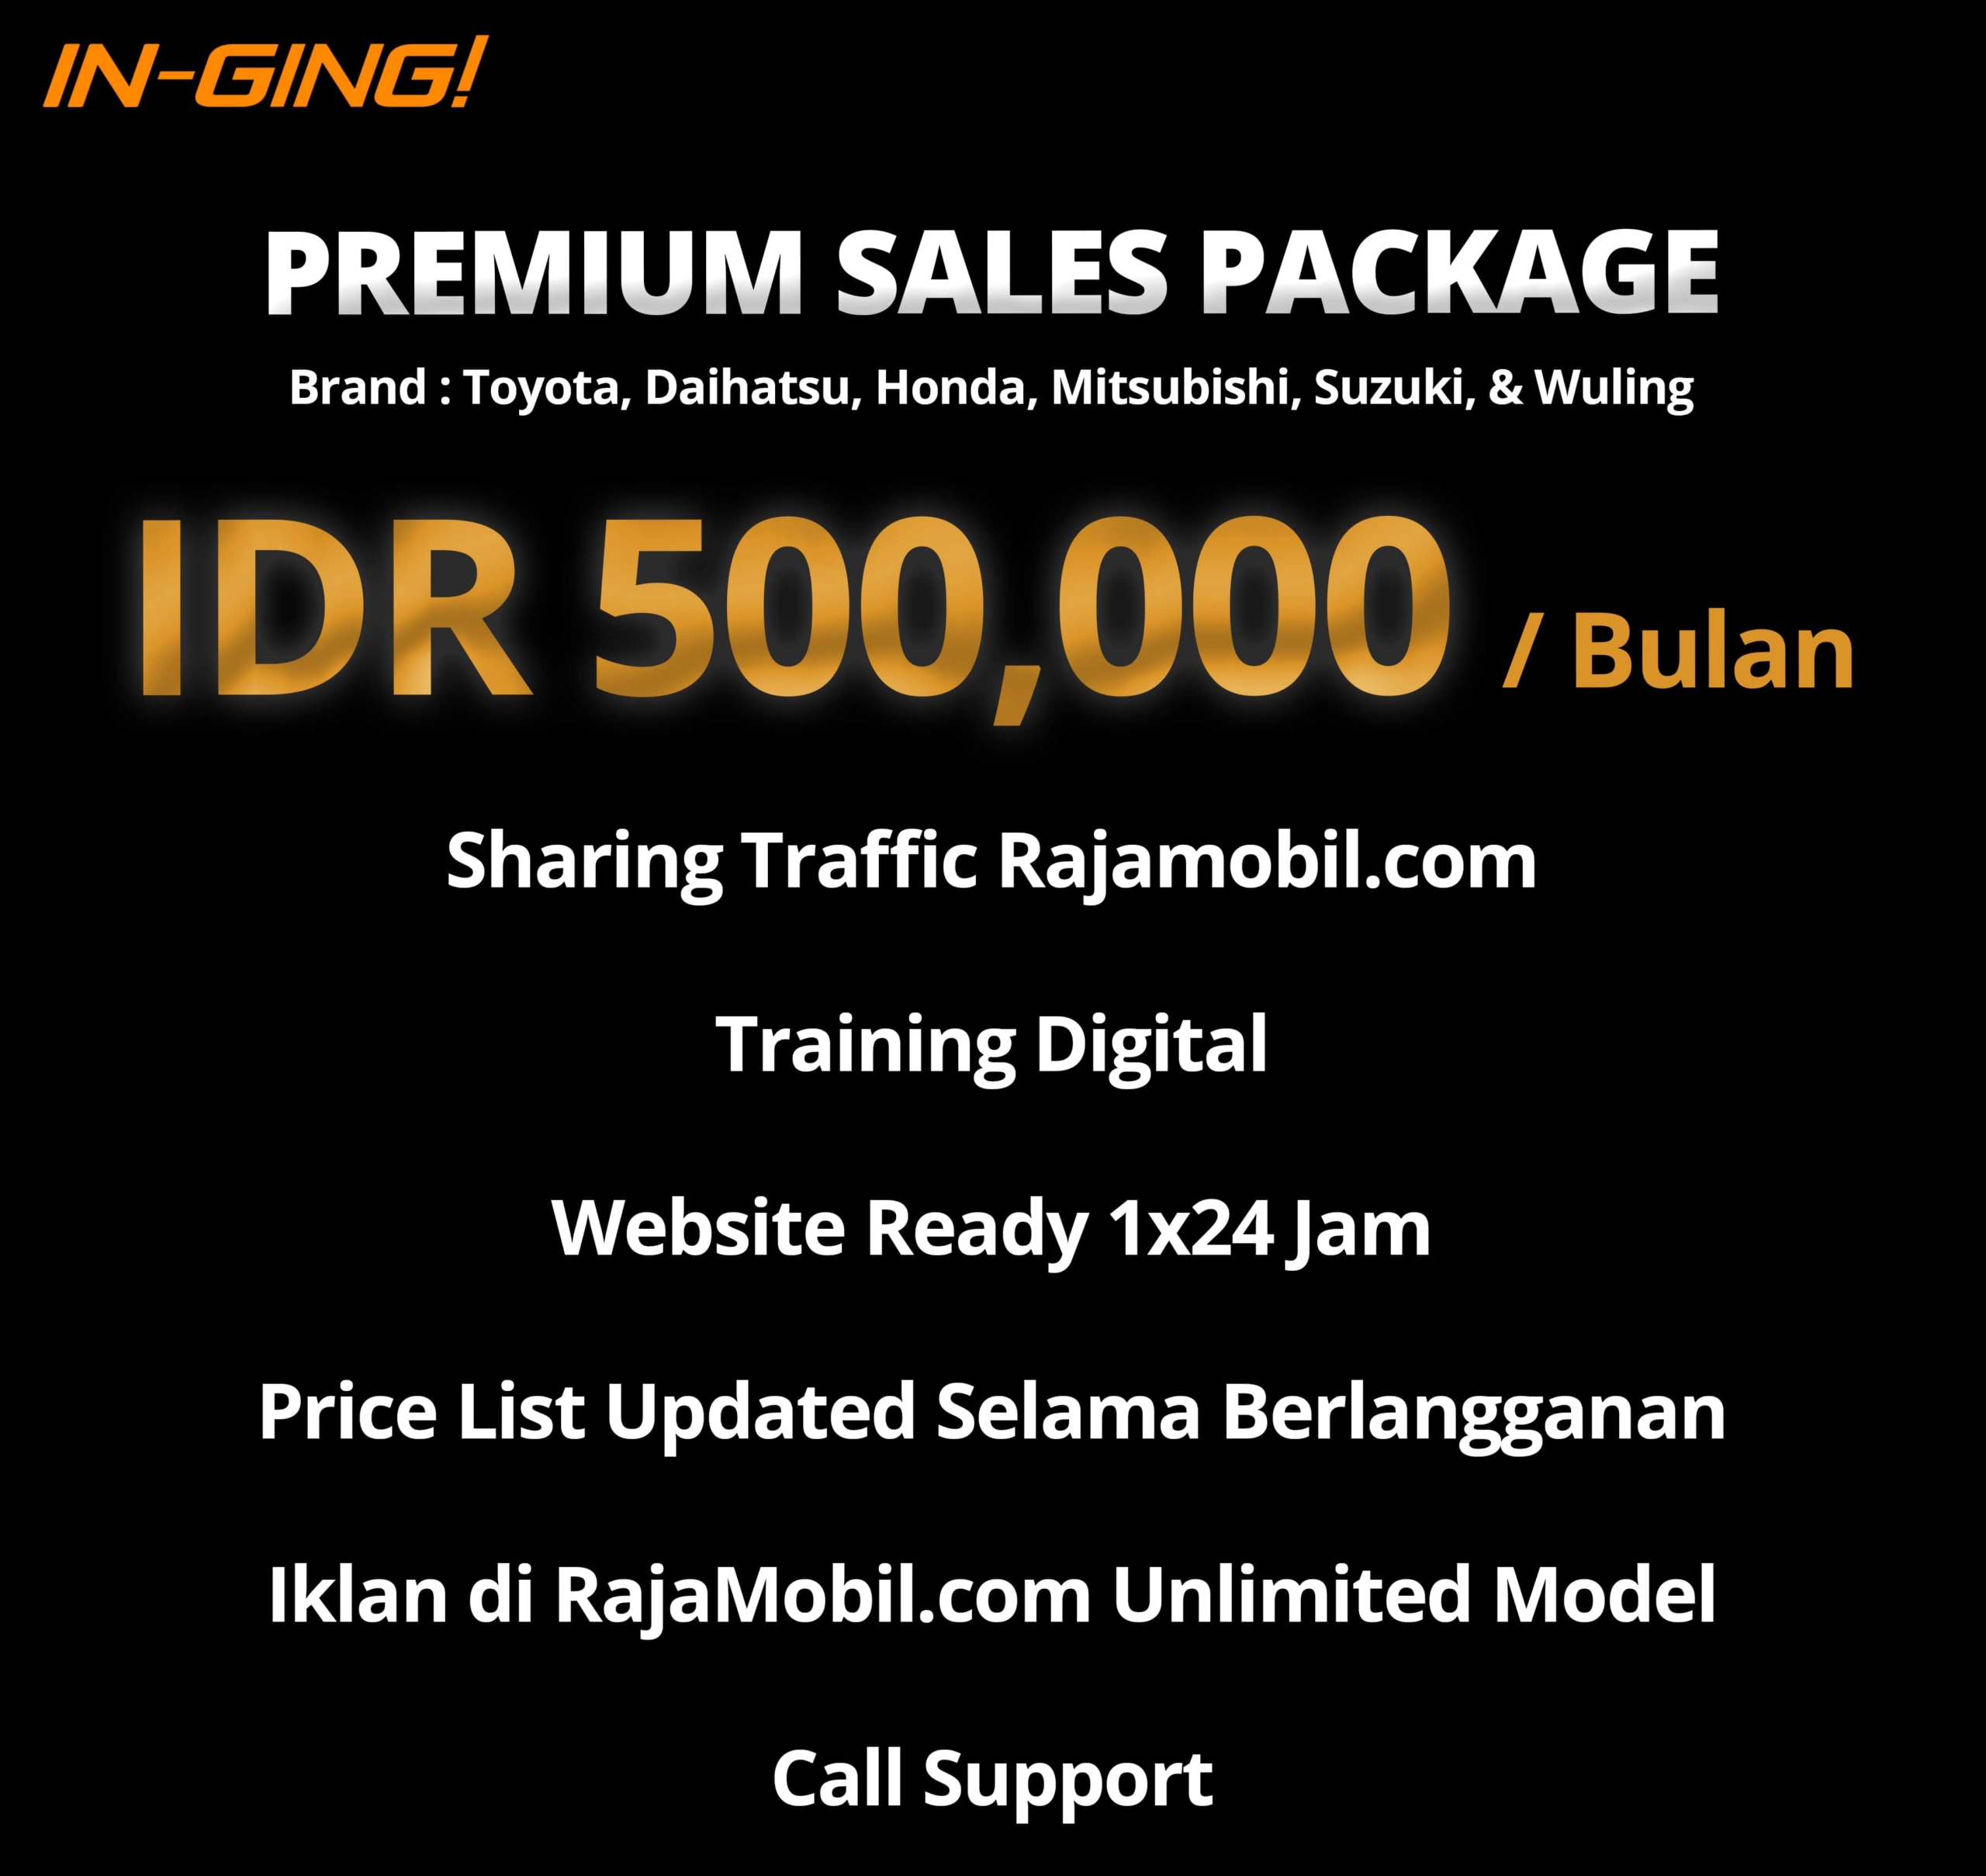 IN-GING!
PREMIUM SALES PACKAGE
Brand : Toyota, Daihatsu, Honda, Mitsubishi, Suzuki, & Wuling
IDR 500,000 / Bulan
Sharing Traffic Rajamobil.com
Training Digital
Website Ready 1x24 Jam
Price List Updated Selama Berlangganan
Iklan di RajaMobil.com Unlimited Model
Call Support